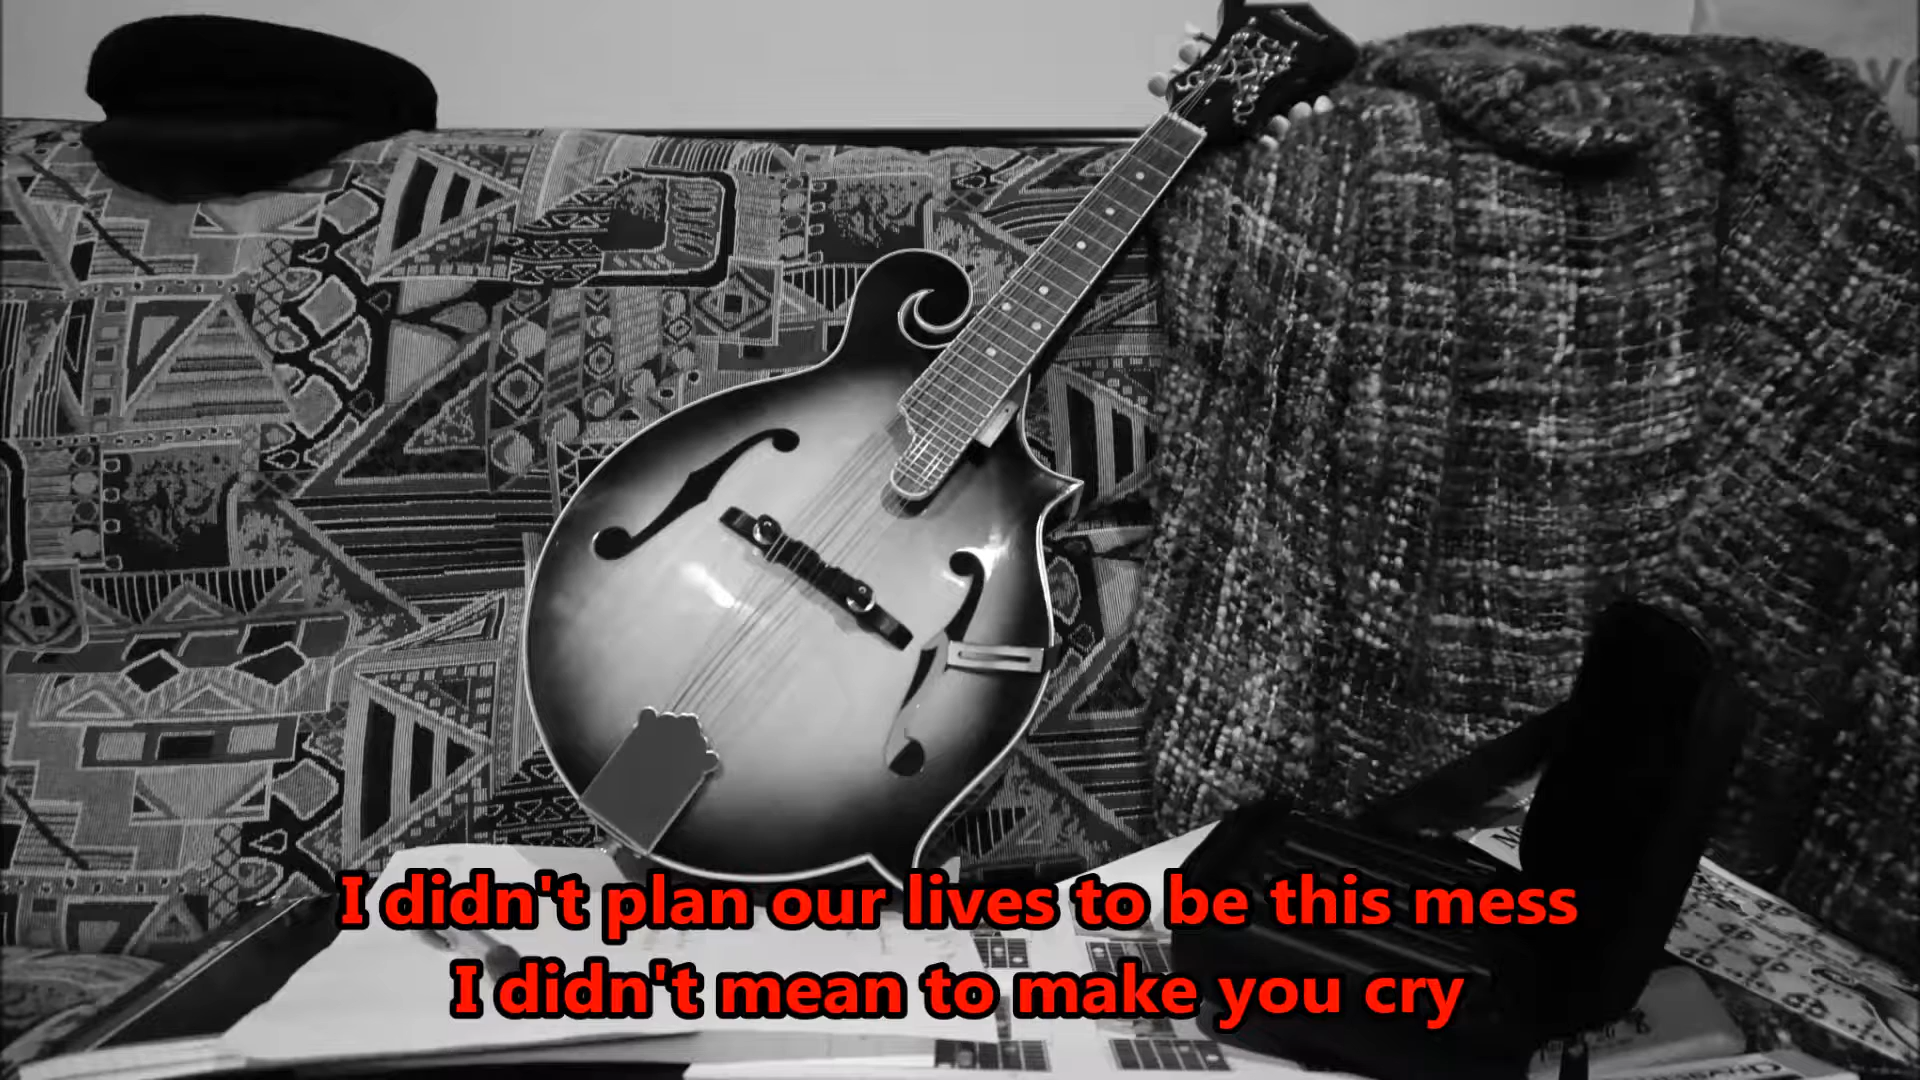 I didn't plan our lives to be this mess
I didn't mean to make you cry